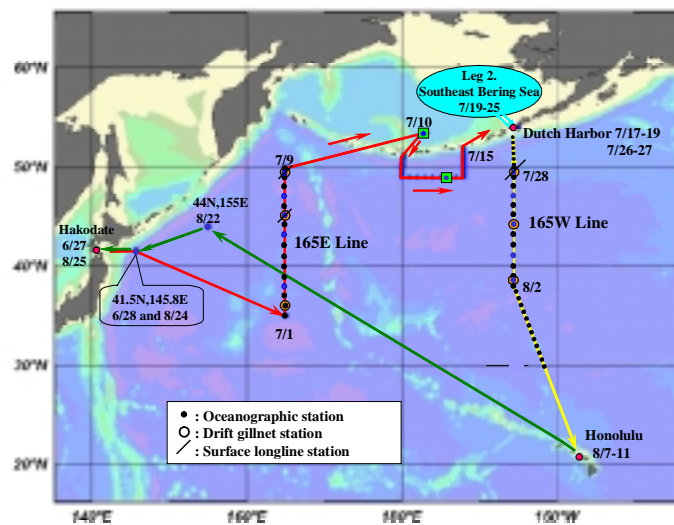 60°N
50°N
40°N
30°N
20°N
Leg 2.
Southeast Bering Sea
7/19-25
7/10
Dutch Harbor 7/17-19
7/26-27
7/9
7/15
7/28
44N,155E
8/22
Hakodate
6/27
8/25
165E Line
165W Line
41.5N,145.8E
6/28 and 8/24
8/2
7/1
: Oceanographic station
: Drift gillnet station
: Surface longline station
Honolulu
8/7-11
140°E
160°E
180°E
160°W